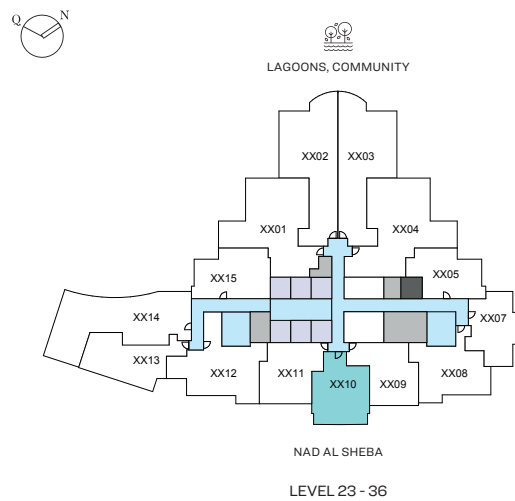 Q N
LAGOONS, COMMUNITY
XX02 XX03
XX01 XX04
XX15 XX05
XX14 XX07
XX13 XX12 XX11 XX10 XX09 XX08
NAD AL SHEBA
LEVEL 23 - 36